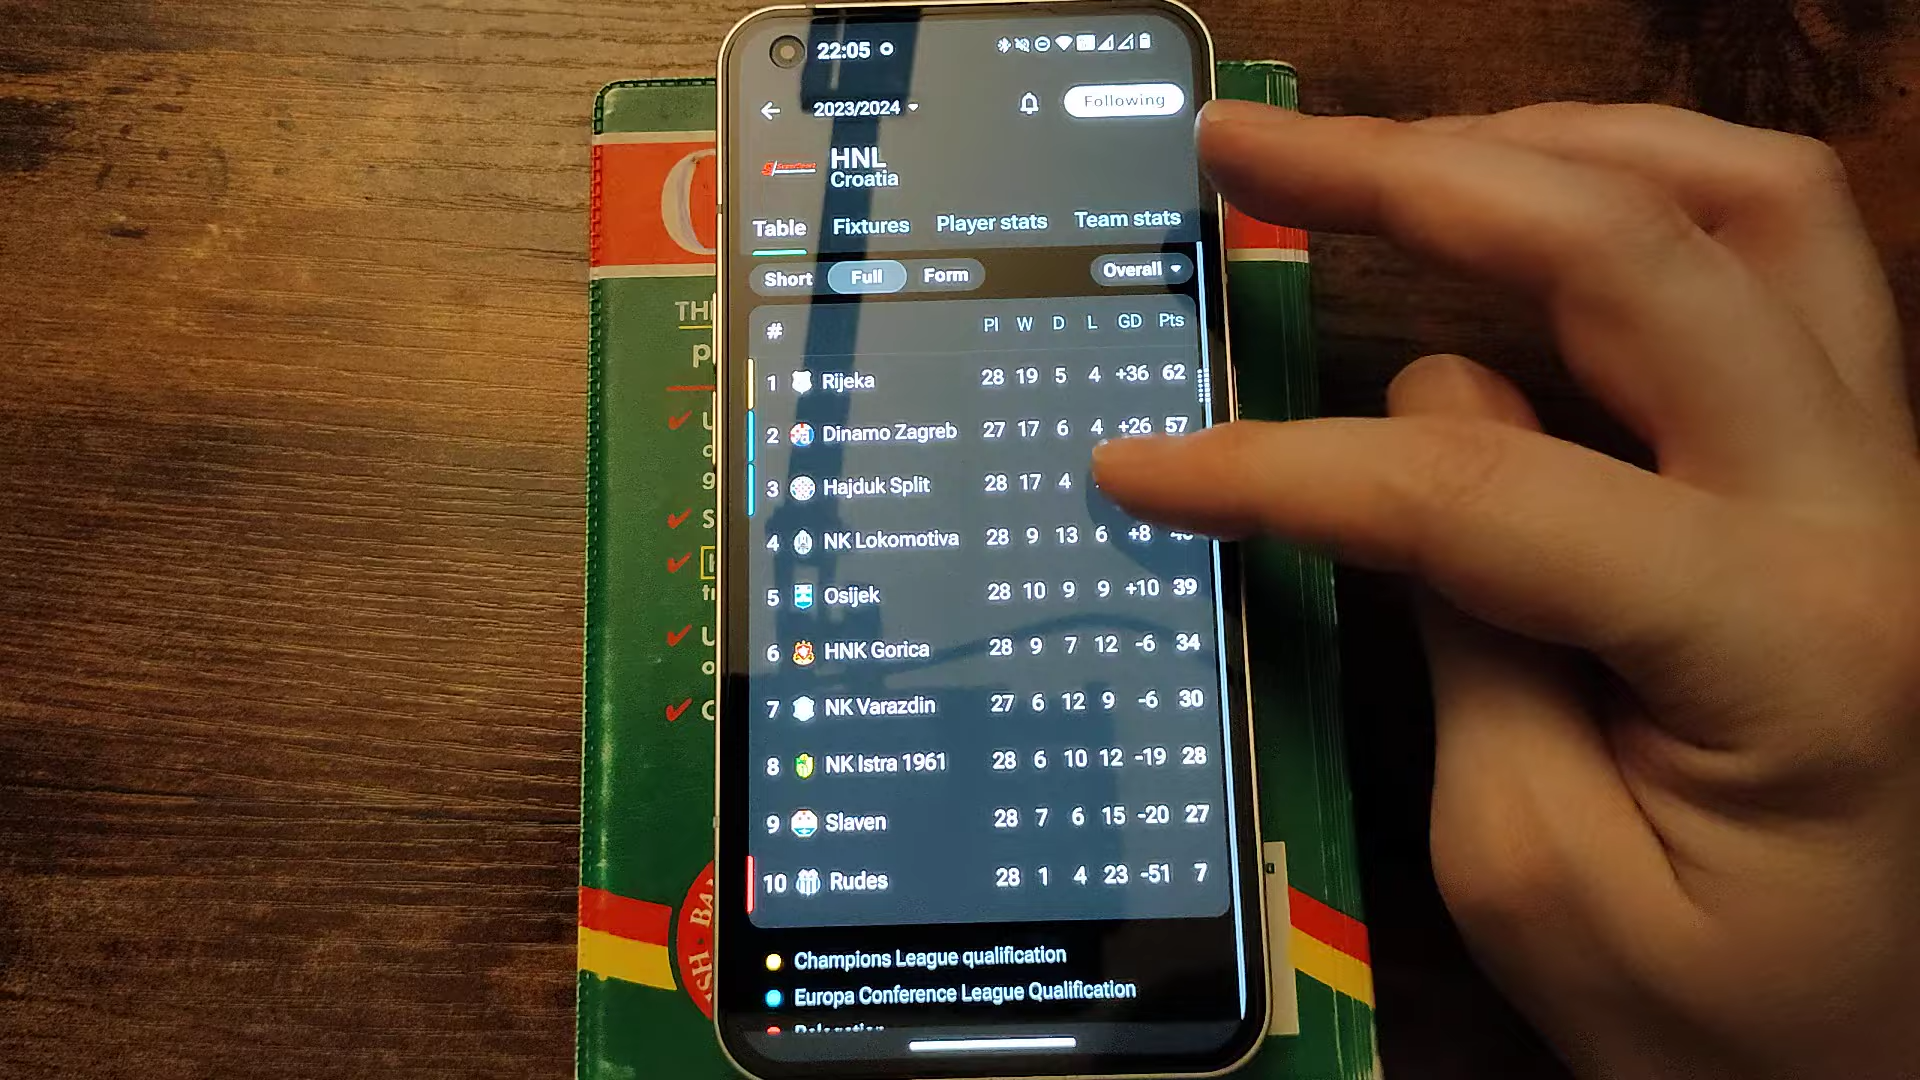 22:05
2023/2024
Following
HNL
Croatia
Table Fixtures Player stats Team stats
Short Full Form Overall
# Pl W D L GD Pts
1 Rijeka 28 19 5 4 +36 62
2 Dinamo Zagreb 27 17 6 4 +26 57
3 Hajduk Split 28 17 4
4 NK Lokomotiva 28 9 13 6 +8
5 Osijek 28 10 9 9 +10 39
6 HNK Gorica 28 9 7 12 -6 34
7 NK Varazdin 27 6 12 9 -6 30
8 NK Istra 1961 28 6 10 12 -19 28
9 Slaven 28 7 6 15 -20 27
10 Rudes 28 1 4 23 -51 7
Champions League qualification
Europa Conference League Qualification